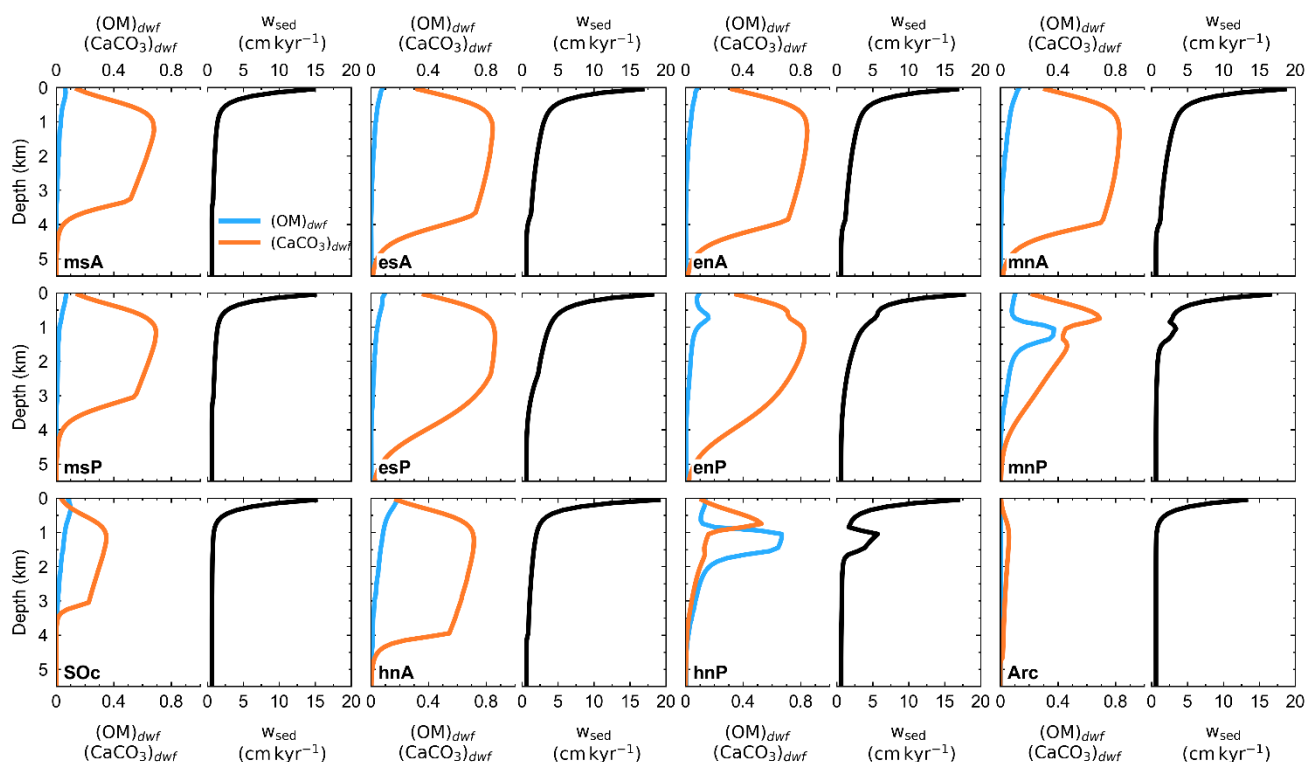 (OM)dwf wsed (OM)dwf wsed (OM)dwf wsed (OM)dwf wsed
(CaCO3)dwf (cm kyr−1) (CaCO3)dwf (cm kyr−1) (CaCO3)dwf (cm kyr−1) (CaCO3)dwf (cm kyr−1)
0 0.4 0.8 0 5 10 15 20 0 0.4 0.8 0 5 10 15 20 0 0.4 0.8 0 5 10 15 20 0 0.4 0.8 0 5 10 15 20
0
1
2
3
4
5
Depth (km)
(OM)dwf
(CaCO3)dwf
msA esA enA mnA
0
1
2
3
4
5
Depth (km)
msP esP enP mnP
0
1
2
3
4
5
Depth (km)
SOc hnA hnP Arc
0 0.4 0.8 0 5 10 15 20 0 0.4 0.8 0 5 10 15 20 0 0.4 0.8 0 5 10 15 20 0 0.4 0.8 0 5 10 15 20
(OM)dwf wsed (OM)dwf wsed (OM)dwf wsed (OM)dwf wsed
(CaCO3)dwf (cm kyr−1) (CaCO3)dwf (cm kyr−1) (CaCO3)dwf (cm kyr−1) (CaCO3)dwf (cm kyr−1)